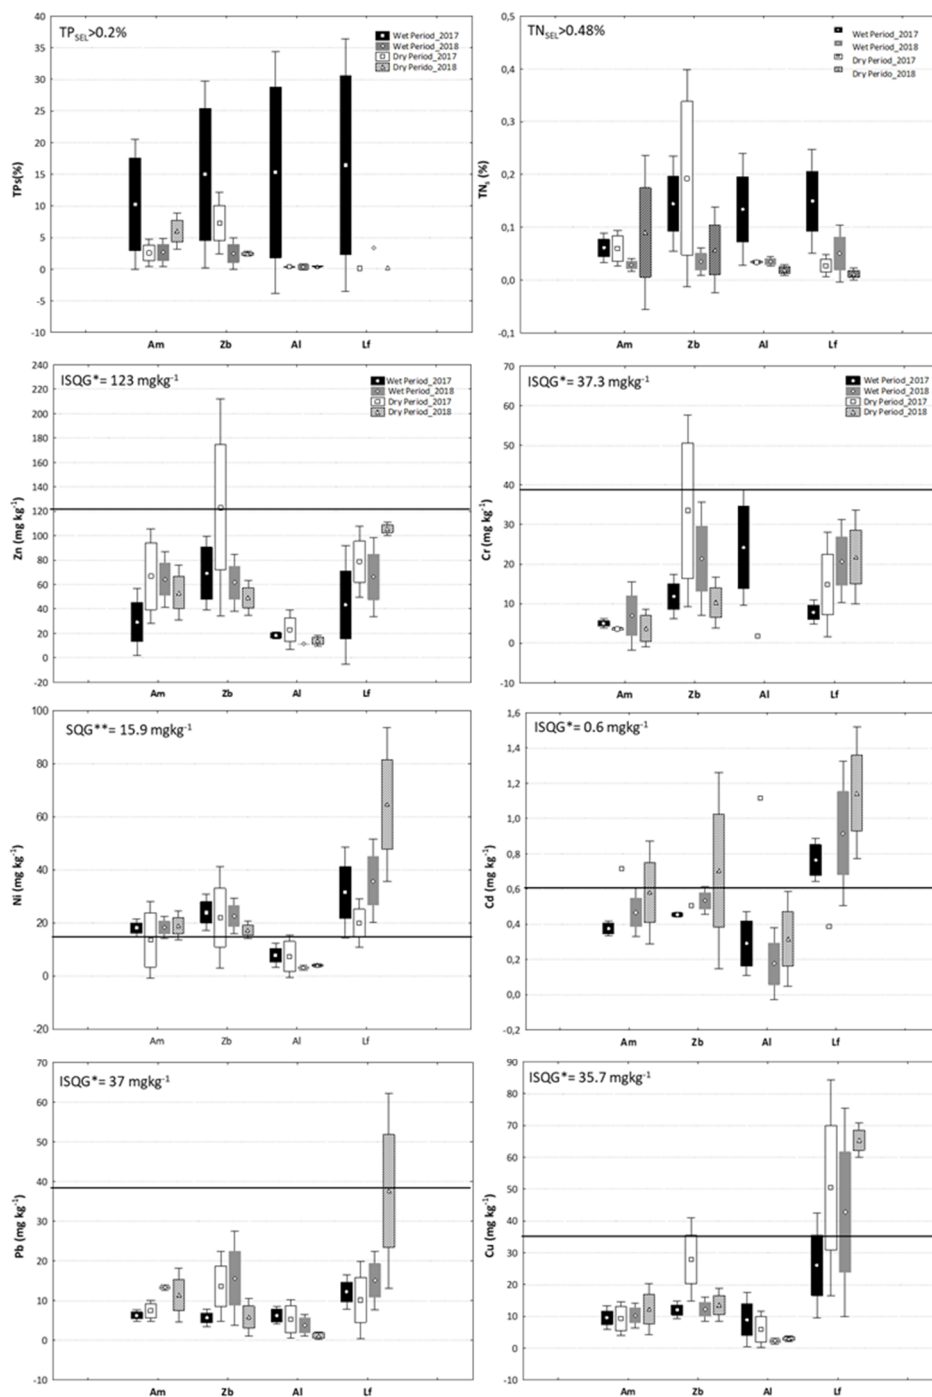 TPSEL>0.2%
Wet Period_2017
Wet Period_2018
Dry Period_2017
Dry Perido_2018
40
35
30
25
20
15
10
5
0
-5
-10
TPs(%)
Am Zb Al Lf
TNSEL>0.48%
Wet Period_2017
Wet Period_2018
Dry Period_2017
Dry Perido_2018
0,5
0,4
0,3
0,2
0,1
0,0
-0,1
TNs (%)
Am Zb Al Lf
ISQG*= 123 mgkg-1
Wet Period_2017
Wet Period_2018
Dry Period_2017
Dry Period_2018
240
220
200
180
160
140
120
100
80
60
40
20
0
-20
Zn (mg kg-1)
Am Zb Al Lf
ISQG*= 37.3 mgkg-1
Wet Period_2017
Wet Period_2018
Dry Period_2017
Dry Period_2018
70
60
50
40
30
20
10
0
-10
Cr (mg kg-1)
Am Zb Al Lf
SQG**= 15.9 mgkg-1
100
80
60
40
20
0
-20
Ni (mg kg-1)
Am Zb Al Lf
ISQG*= 0.6 mgkg-1
1,6
1,4
1,2
1,0
0,8
0,6
0,4
0,2
0,0
-0,2
Cd (mg kg-1)
Am Zb Al Lf
ISQG*= 37 mgkg-1
70
60
50
40
30
20
10
0
-10
Pb (mg kg-1)
Am Zb Al Lf
ISQG*= 35.7 mgkg-1
90
80
70
60
50
40
30
20
10
0
-10
Cu (mg kg-1)
Am Zb Al Lf